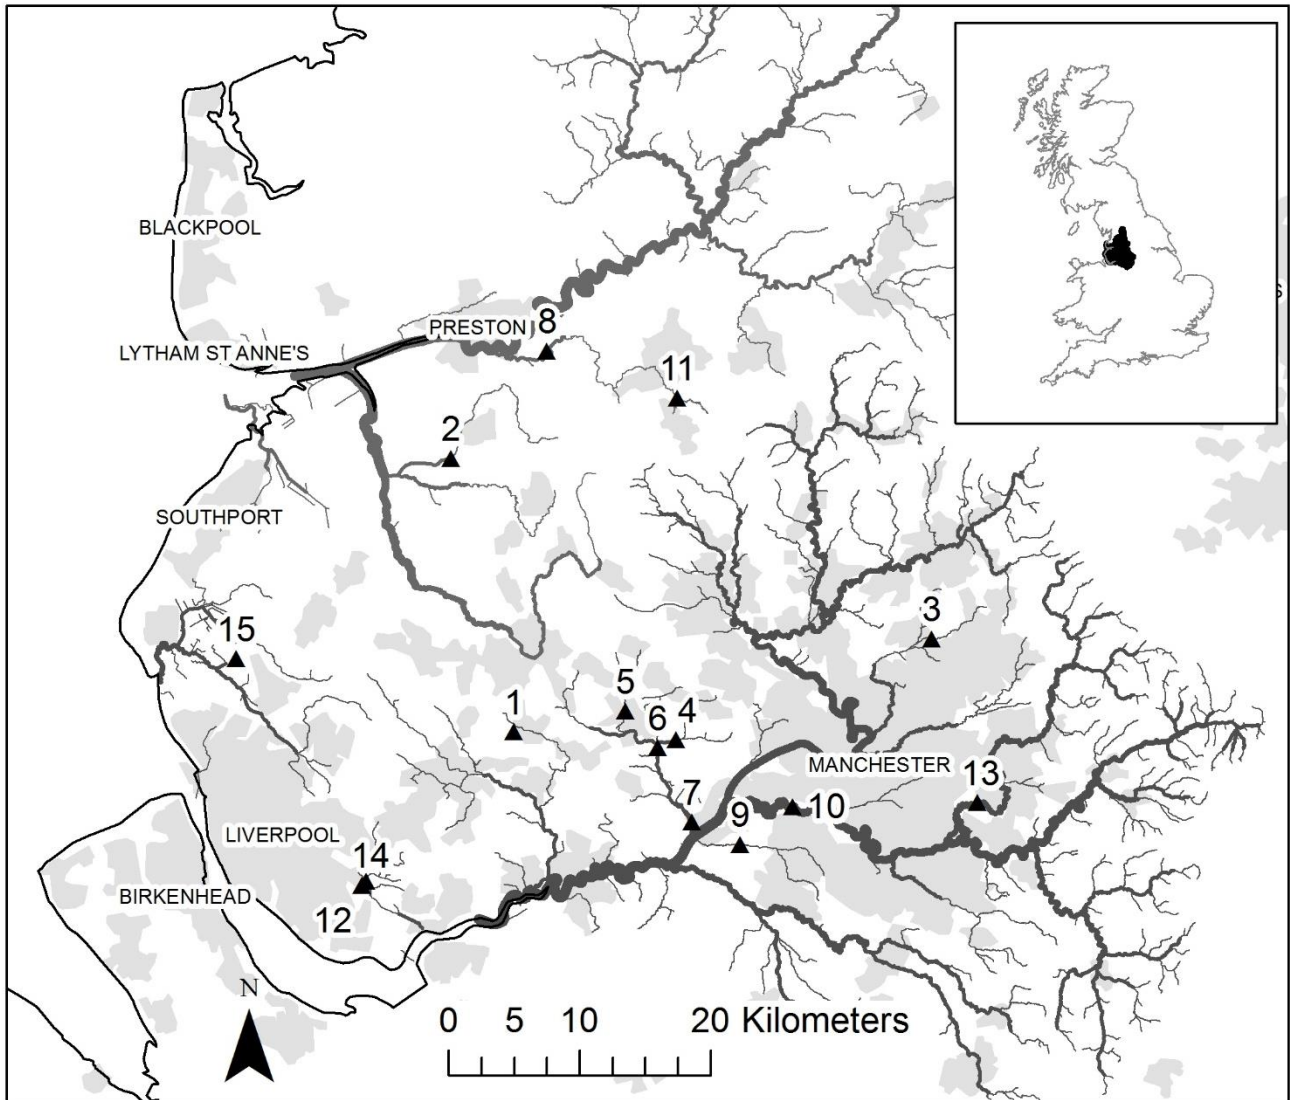 BLACKPOOL
S
PRESTON
8
LYTHAM ST ANNE'S
11
2
SOUTHPORT
3
15
5
1
6
4
MANCHESTER
13
7
9
10
LIVERPOOL
14
BIRKENHEAD
12
N
0 5 10 20 Kilometers